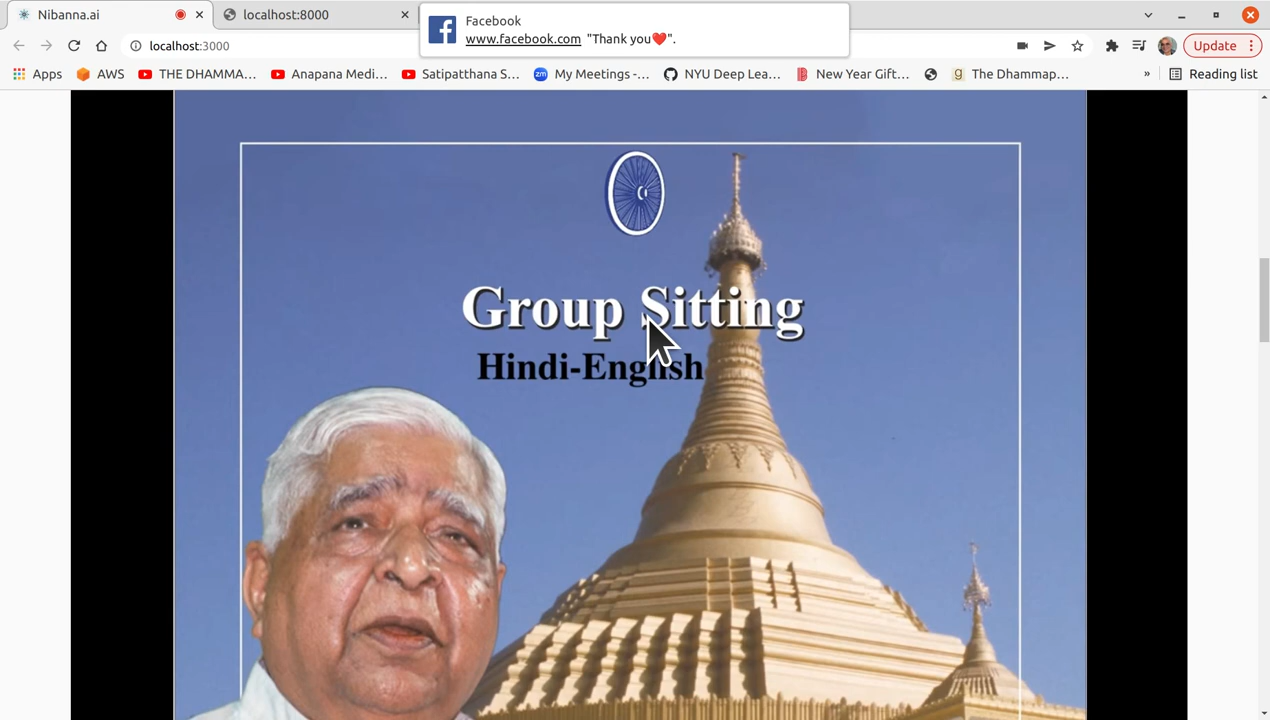 Nibanna.ai
localhost:8000
Facebook
www.facebook.com "Thank you❤️".
localhost:3000
Update
Apps
AWS
THE DHAMMA...
Anapana Medi...
Satipatthana S...
zm
My Meetings -...
NYU Deep Lea...
New Year Gift...
g
The Dhammap...
»
Reading list
Group Sitting
Hindi-English